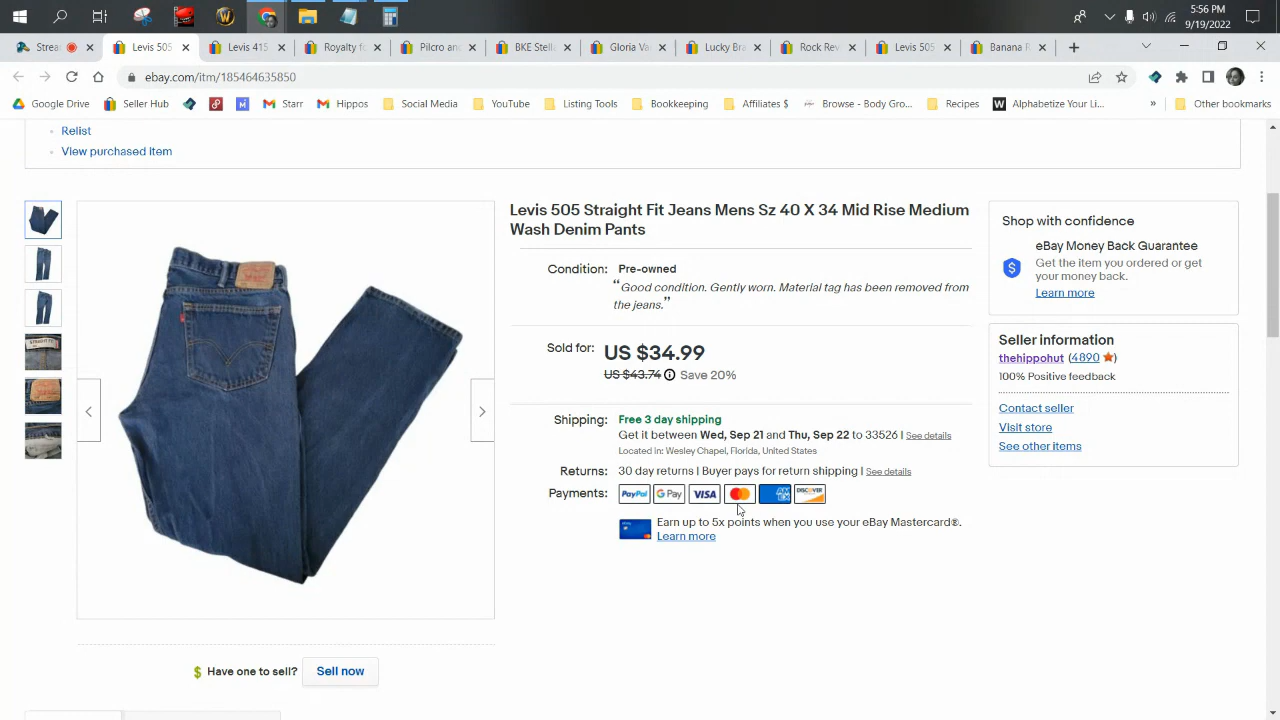 5:56 PM
9/19/2022
Strea
Levis 505
Levis 415
Royalty f
Pilcro an
BKE Stell
Gloria Va
Lucky Bra
Rock Rev
Levis 505
Banana R
ebay.com/itm/185464635850
Google Drive
Seller Hub
Starr
Hippos
Social Media
YouTube
Listing Tools
Bookkeeping
Affiliates $
Browse - Body Gro...
Recipes
Alphabetize Your Li...
»
Other bookmarks
Relist
View purchased item
Levis 505 Straight Fit Jeans Mens Sz 40 X 34 Mid Rise Medium
Wash Denim Pants
Condition: Pre-owned
“Good condition. Gently worn. Material tag has been removed from
the jeans.”
Sold for: US $34.99
US $43.74 Save 20%
Shipping: Free 3 day shipping
Get it between Wed, Sep 21 and Thu, Sep 22 to 33526 | See details
Located in: Wesley Chapel, Florida, United States
Returns: 30 day returns | Buyer pays for return shipping | See details
Payments: PayPal G Pay VISA AMEX DISCOVER
Earn up to 5x points when you use your eBay Mastercard®.
Learn more
Shop with confidence
eBay Money Back Guarantee
Get the item you ordered or get
your money back.
Learn more
Seller information
thehippohut (4890)
100% Positive feedback
Contact seller
Visit store
See other items
STRAIGHT FIT
Have one to sell? Sell now